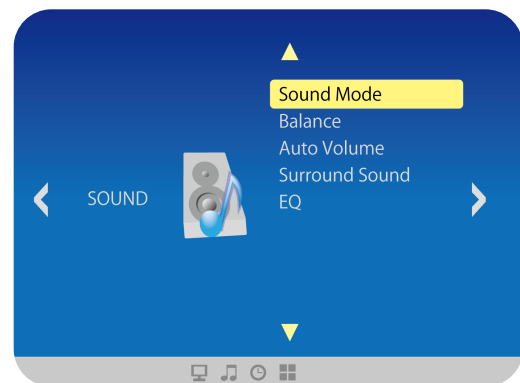 Sound Mode
Balance
Auto Volume
Surround Sound
SOUND
EQ